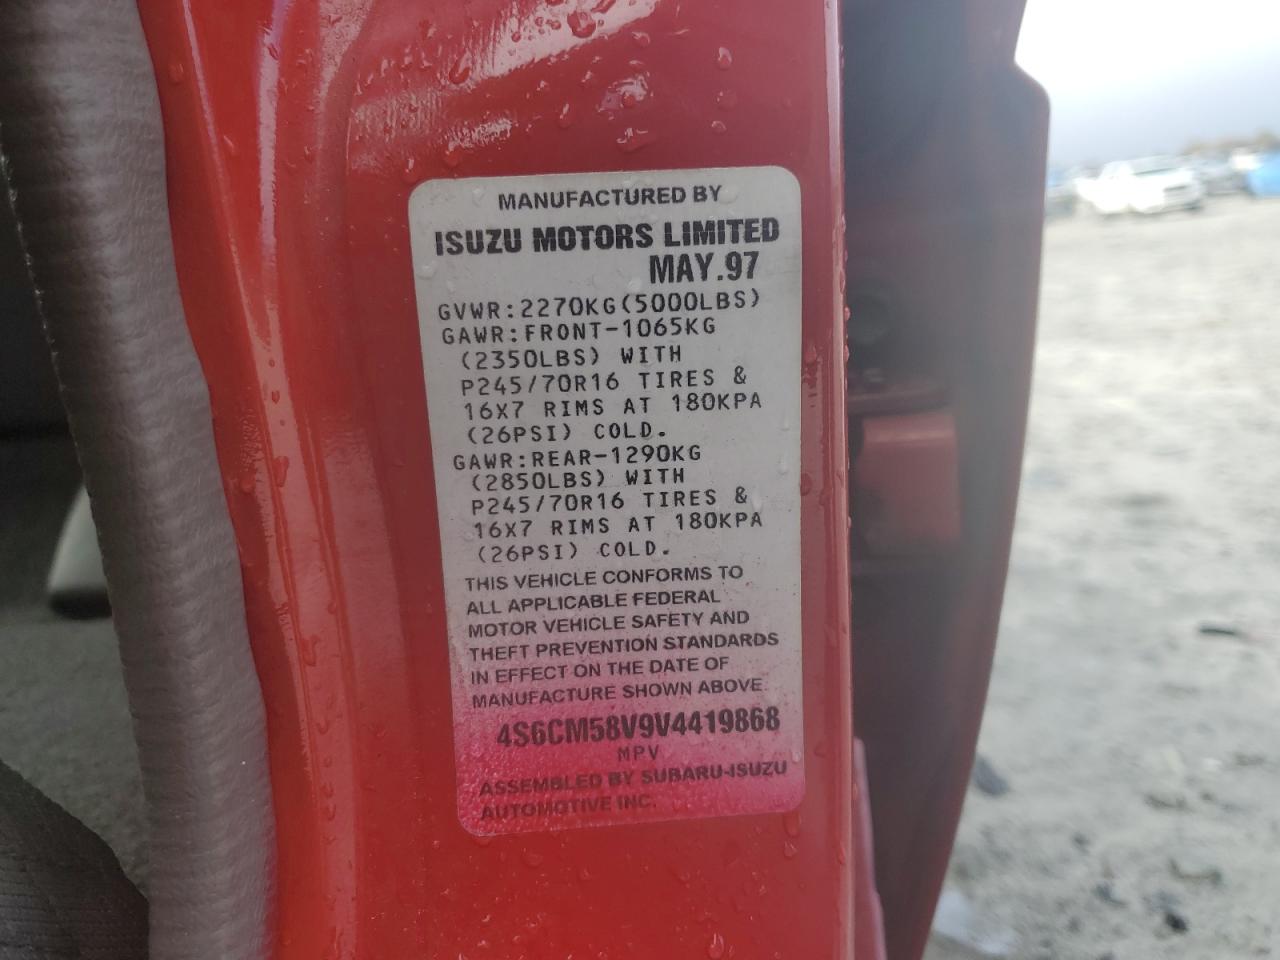 MANUFACTURED BY
ISUZU MOTORS LIMITED
MAY.97
GVWR:2270KG(5000LBS)
GAWR:FRONT-1065KG
(2350LBS) WITH
P245/70R16 TIRES &
16X7 RIMS AT 180KPA
(26PSI) COLD.
GAWR:REAR-1290KG
(2850LBS) WITH
P245/70R16 TIRES &
16X7 RIMS AT 180KPA
(26PSI) COLD.
THIS VEHICLE CONFORMS TO
ALL APPLICABLE FEDERAL
MOTOR VEHICLE SAFETY AND
THEFT PREVENTION STANDARDS
IN EFFECT ON THE DATE OF
MANUFACTURE SHOWN ABOVE.
4S6CM58V9V4419868
MPV
ASSEMBLED BY SUBARU-ISUZU
AUTOMOTIVE INC.